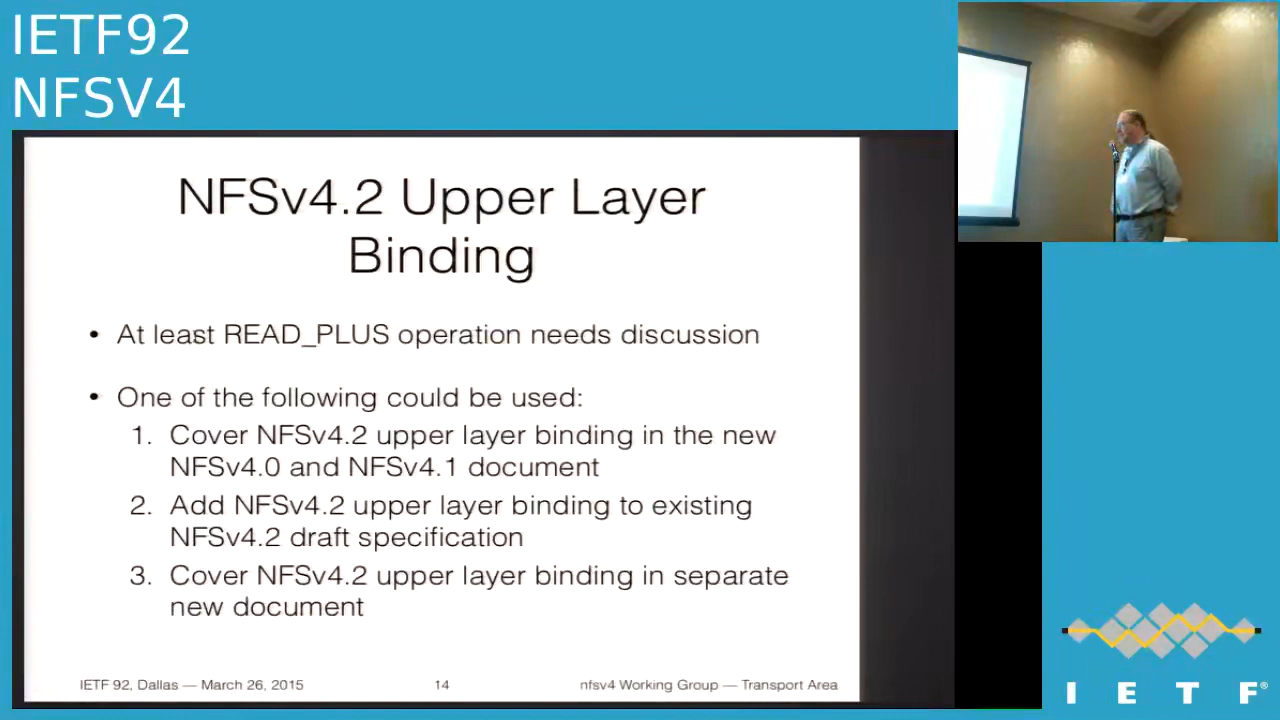 IETF92
NFSV4
NFSv4.2 Upper Layer
Binding
• At least READ_PLUS operation needs discussion
• One of the following could be used:
1. Cover NFSv4.2 upper layer binding in the new
NFSv4.0 and NFSv4.1 document
2. Add NFSv4.2 upper layer binding to existing
NFSv4.2 draft specification
3. Cover NFSv4.2 upper layer binding in separate
new document
IETF 92, Dallas — March 26, 2015 14 nfsv4 Working Group — Transport Area
I E T F®